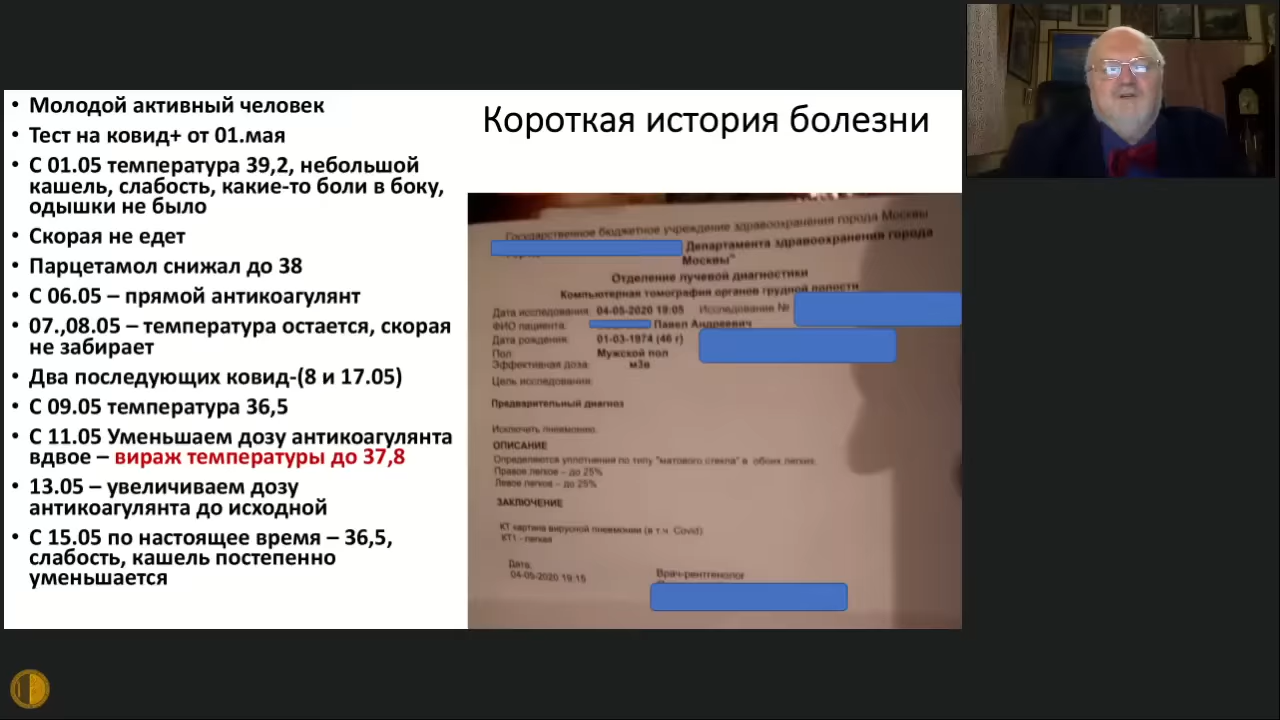 • Молодой активный человек
• Тест на ковид+ от 01.мая
• С 01.05 температура 39,2, небольшой
кашель, слабость, какие-то боли в боку,
одышки не было
• Скорая не едет
• Парцетамол снижал до 38
• С 06.05 – прямой антикоагулянт
• 07.,08.05 – температура остается, скорая
не забирает
• Два последующих ковид-(8 и 17.05)
• С 09.05 температура 36,5
• С 11.05 Уменьшаем дозу антикоагулянта
вдвое – вираж температуры до 37,8
• 13.05 – увеличиваем дозу
антикоагулянта до исходной
• С 15.05 по настоящее время – 36,5,
слабость, кашель постепенно
уменьшается
Короткая история болезни
Государственное бюджетное учреждение здравоохранения города Москвы
Департамента здравоохранения города
Москвы"
Отделение лучевой диагностики
Компьютерная томография органов грудной полости
Дата исследования: 04-05-2020 19:05 Исследование №
ФИО пациента: Павел Андреевич
Дата рождения: 01-03-1974 (46 г)
Пол: Мужской пол
Эффективная доза: мЗв
Цель исследования:
Предварительный диагноз
Исключить пневмонию.
ОПИСАНИЕ
Определяются уплотнения по типу "матового стекла" в обоих легких.
Правое легкое – до 25%
Левое легкое – до 25%
ЗАКЛЮЧЕНИЕ
КТ картина вирусной пневмонии (в т.ч. Covid)
КТ1 - легкая
Дата:
04-05-2020 19:15 Врач-рентгенолог